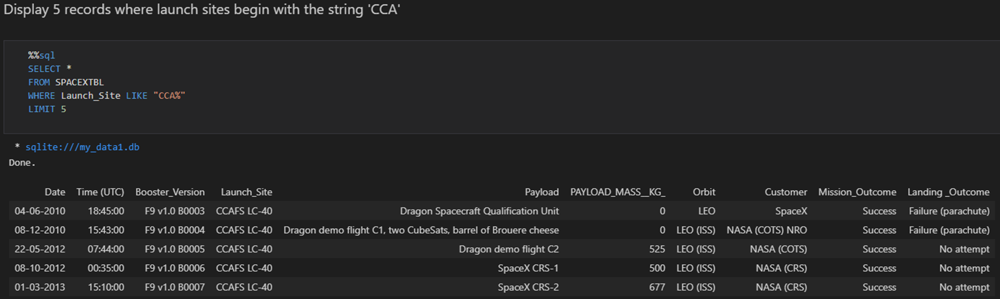 Display 5 records where launch sites begin with the string 'CCA'
%%sql
SELECT *
FROM SPACEXTBL
WHERE Launch_Site LIKE "CCA%"
LIMIT 5
* sqlite:///my_data1.db
Done.
Date Time (UTC) Booster_Version Launch_Site Payload PAYLOAD_MASS__KG_ Orbit Customer Mission_Outcome Landing _Outcome
04-06-2010 18:45:00 F9 v1.0 B0003 CCAFS LC-40 Dragon Spacecraft Qualification Unit 0 LEO SpaceX Success Failure (parachute)
08-12-2010 15:43:00 F9 v1.0 B0004 CCAFS LC-40 Dragon demo flight C1, two CubeSats, barrel of Brouere cheese 0 LEO (ISS) NASA (COTS) NRO Success Failure (parachute)
22-05-2012 07:44:00 F9 v1.0 B0005 CCAFS LC-40 Dragon demo flight C2 525 LEO (ISS) NASA (COTS) Success No attempt
08-10-2012 00:35:00 F9 v1.0 B0006 CCAFS LC-40 SpaceX CRS-1 500 LEO (ISS) NASA (CRS) Success No attempt
01-03-2013 15:10:00 F9 v1.0 B0007 CCAFS LC-40 SpaceX CRS-2 677 LEO (ISS) NASA (CRS) Success No attempt